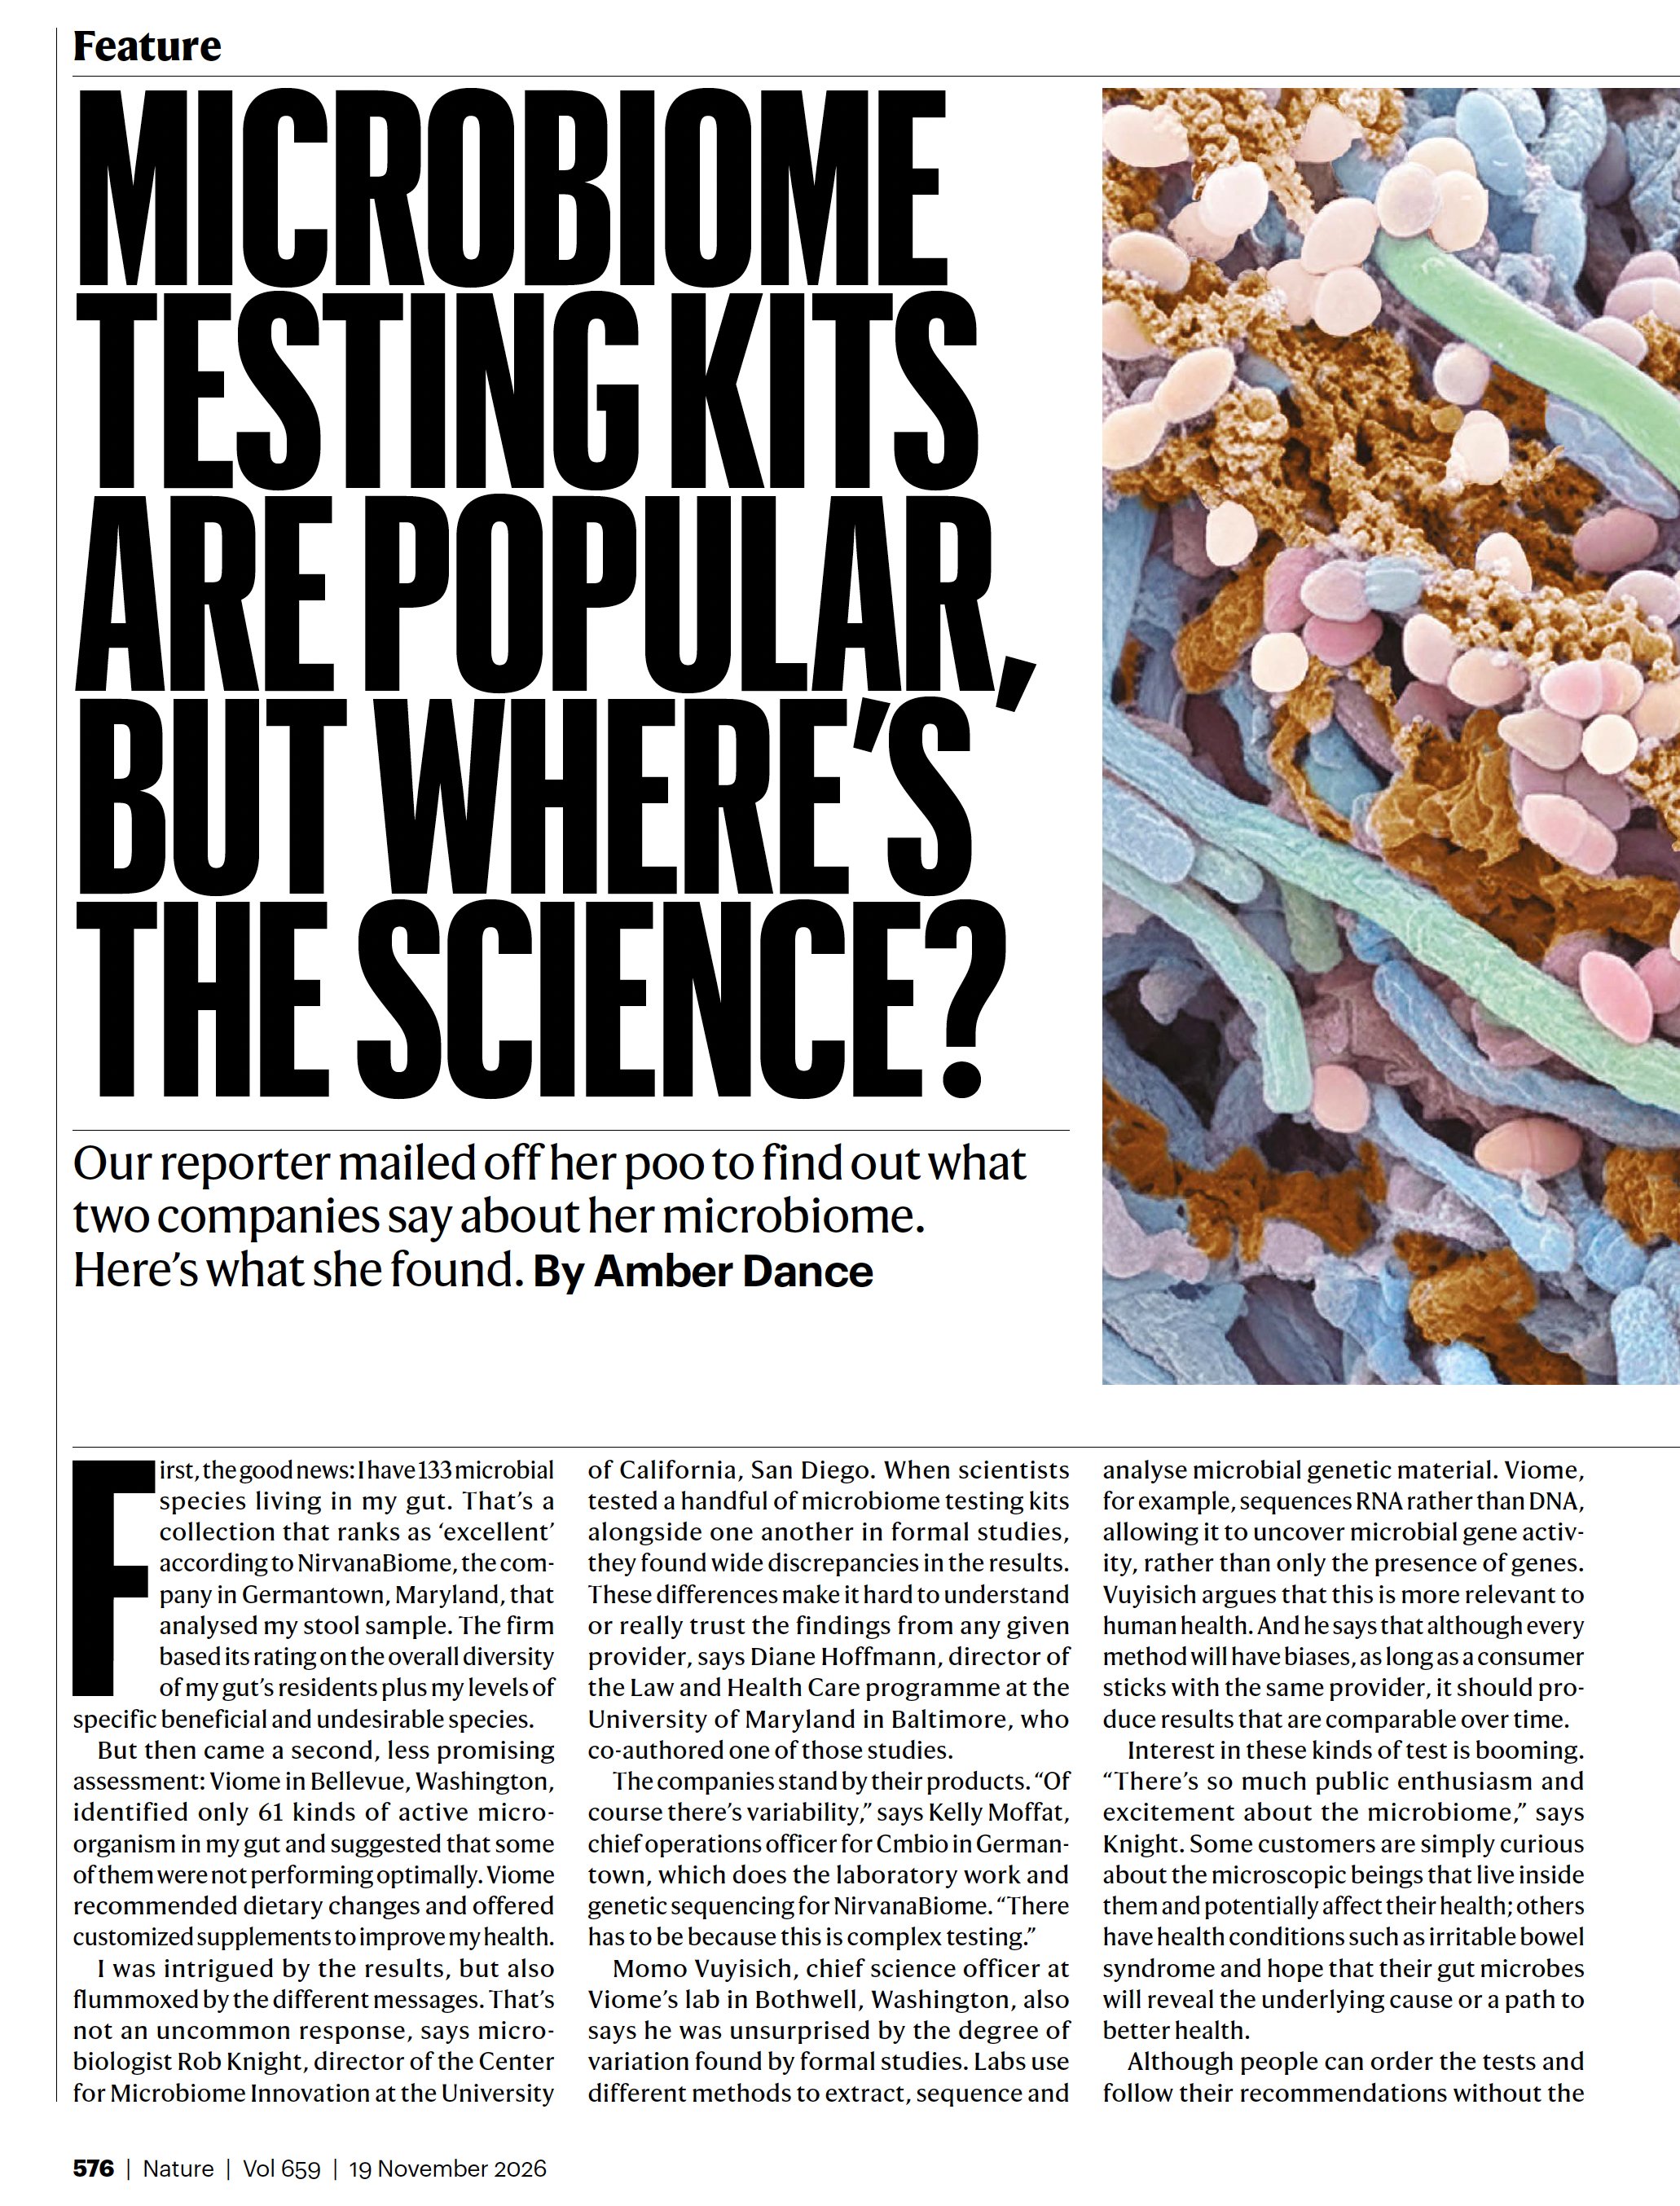 Feature
MICROBIOME
TESTING KITS
ARE POPULAR,
BUT WHERE’S
THE SCIENCE?
Our reporter mailed off her poo to find out what
two companies say about her microbiome.
Here’s what she found. By Amber Dance
First, the good news: I have 133 microbial
species living in my gut. That’s a
collection that ranks as ‘excellent’
according to NirvanaBiome, the com-
pany in Germantown, Maryland, that
analysed my stool sample. The firm
based its rating on the overall diversity
of my gut’s residents plus my levels of
specific beneficial and undesirable species.
But then came a second, less promising
assessment: Viome in Bellevue, Washington,
identified only 61 kinds of active micro-
organism in my gut and suggested that some
of them were not performing optimally. Viome
recommended dietary changes and offered
customized supplements to improve my health.
I was intrigued by the results, but also
flummoxed by the different messages. That’s
not an uncommon response, says micro-
biologist Rob Knight, director of the Center
for Microbiome Innovation at the University
of California, San Diego. When scientists
tested a handful of microbiome testing kits
alongside one another in formal studies,
they found wide discrepancies in the results.
These differences make it hard to understand
or really trust the findings from any given
provider, says Diane Hoffmann, director of
the Law and Health Care programme at the
University of Maryland in Baltimore, who
co-authored one of those studies.
The companies stand by their products. “Of
course there’s variability,” says Kelly Moffat,
chief operations officer for Cmbio in German-
town, which does the laboratory work and
genetic sequencing for NirvanaBiome. “There
has to be because this is complex testing.”
Momo Vuyisich, chief science officer at
Viome’s lab in Bothwell, Washington, also
says he was unsurprised by the degree of
variation found by formal studies. Labs use
different methods to extract, sequence and
analyse microbial genetic material. Viome,
for example, sequences RNA rather than DNA,
allowing it to uncover microbial gene activ-
ity, rather than only the presence of genes.
Vuyisich argues that this is more relevant to
human health. And he says that although every
method will have biases, as long as a consumer
sticks with the same provider, it should pro-
duce results that are comparable over time.
Interest in these kinds of test is booming.
“There’s so much public enthusiasm and
excitement about the microbiome,” says
Knight. Some customers are simply curious
about the microscopic beings that live inside
them and potentially affect their health; others
have health conditions such as irritable bowel
syndrome and hope that their gut microbes
will reveal the underlying cause or a path to
better health.
Although people can order the tests and
follow their recommendations without the
576 | Nature | Vol 659 | 19 November 2026